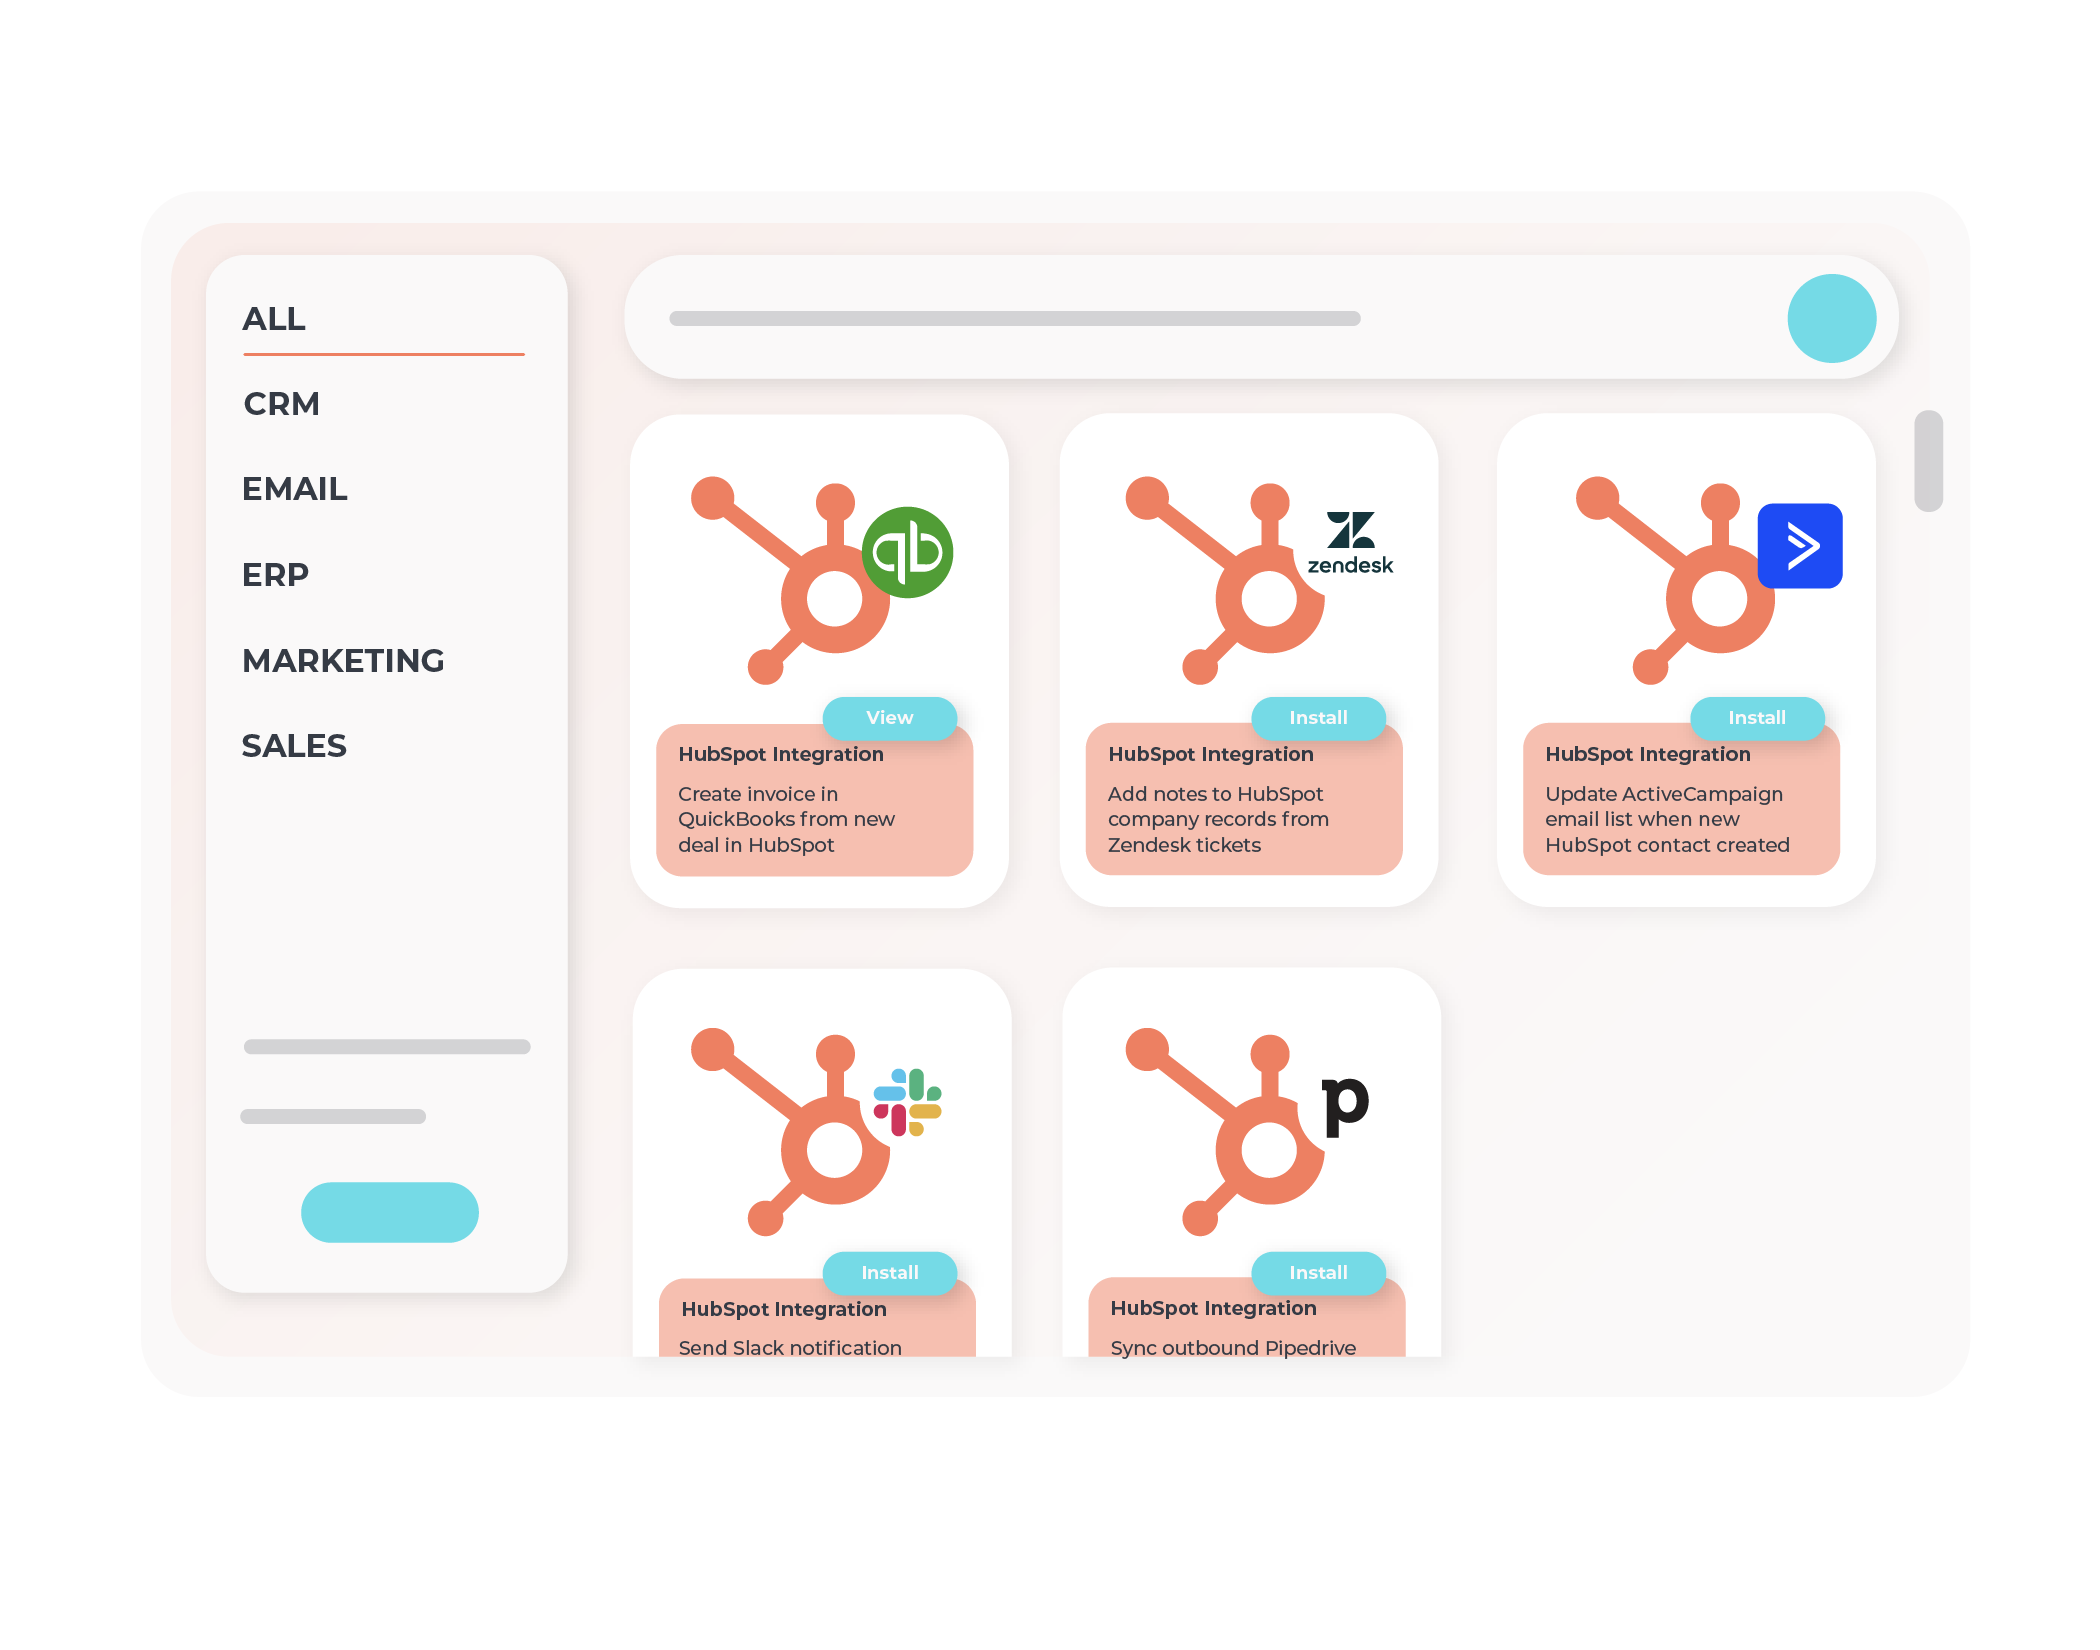 ALL
CRM
EMAIL
ERP
MARKETING
SALES
qb
zendesk
View
HubSpot Integration
Create invoice in
QuickBooks from new
deal in HubSpot
Install
HubSpot Integration
Add notes to HubSpot
company records from
Zendesk tickets
Install
HubSpot Integration
Update ActiveCampaign
email list when new
HubSpot contact created
p
Install
HubSpot Integration
Send Slack notification
Install
HubSpot Integration
Sync outbound Pipedrive